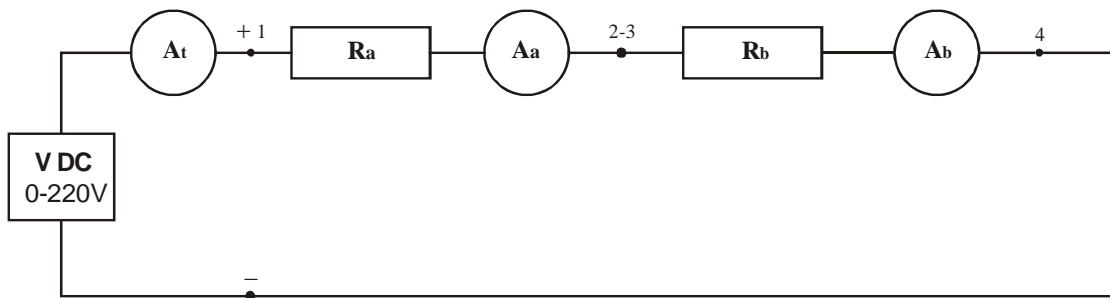 + 1
2-3
4
At
Ra
Aa
Rb
Ab
V DC
0-220V
–